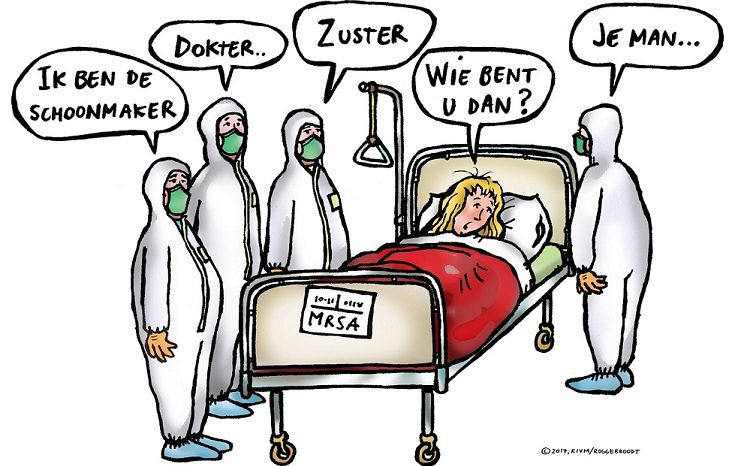 IK BEN DE
SCHOONMAKER
DOKTER..
ZUSTER
WIE BENT
U DAN?
JE MAN...
MRSA
©2017, RIVM/ROGGEBROODT